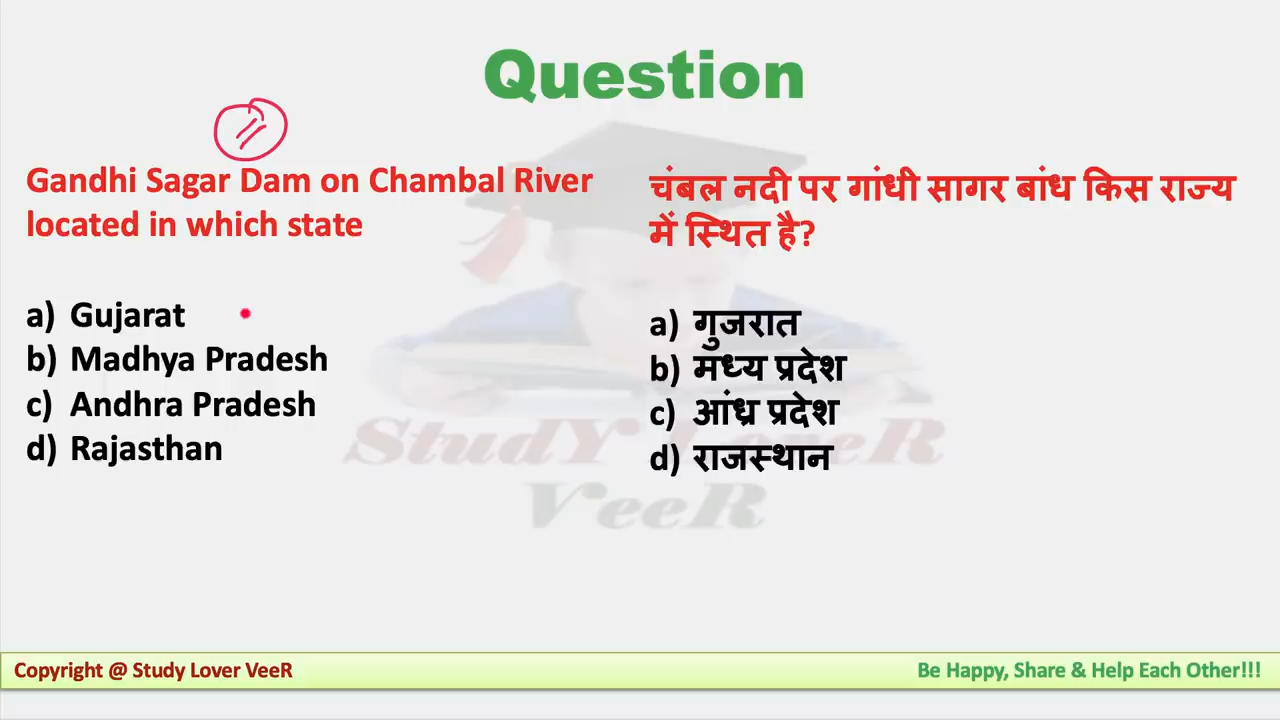 Question
Gandhi Sagar Dam on Chambal River
located in which state
a) Gujarat
b) Madhya Pradesh
c) Andhra Pradesh
d) Rajasthan
चंबल नदी पर गांधी सागर बांध किस राज्य
में स्थित है?
a) गुजरात
b) मध्य प्रदेश
c) आंध्र प्रदेश
d) राजस्थान
StudY LoveR
VeeR
Copyright @ Study Lover VeeR
Be Happy, Share & Help Each Other!!!